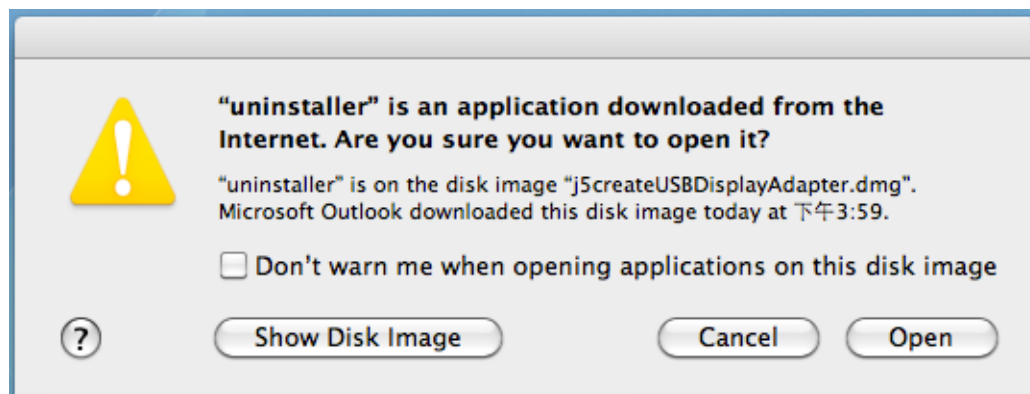 “uninstaller” is an application downloaded from the
Internet. Are you sure you want to open it?
“uninstaller” is on the disk image “j5createUSBDisplayAdapter.dmg”.
Microsoft Outlook downloaded this disk image today at 下午3:59.
Don’t warn me when opening applications on this disk image
? Show Disk Image Cancel Open